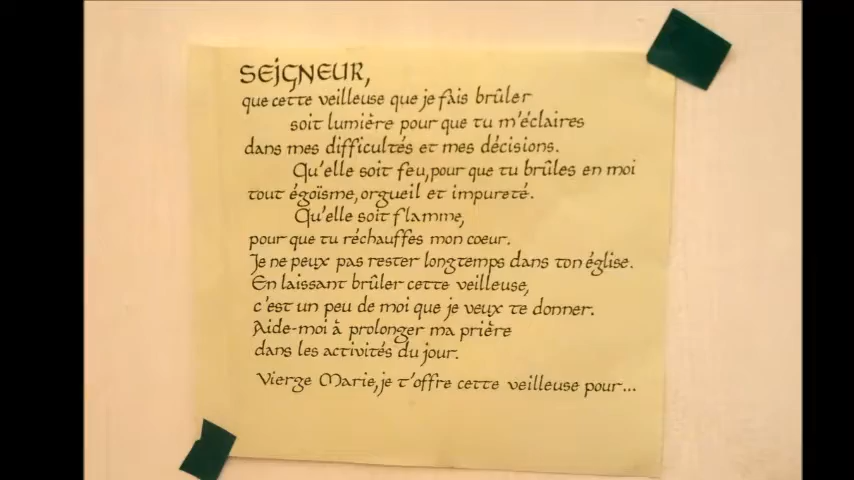 SEIGNEUR,
que cette veilleuse que je fais brûler
soit lumière pour que tu m'éclaires
dans mes difficultés et mes décisions.
Qu'elle soit feu, pour que tu brûles en moi
tout égoïsme, orgueil et impureté.
Qu'elle soit flamme,
pour que tu réchauffes mon coeur.
Je ne peux pas rester longtemps dans ton église.
En laissant brûler cette veilleuse,
c'est un peu de moi que je veux te donner.
Aide-moi à prolonger ma prière
dans les activités du jour.
Vierge Marie, je t'offre cette veilleuse pour...